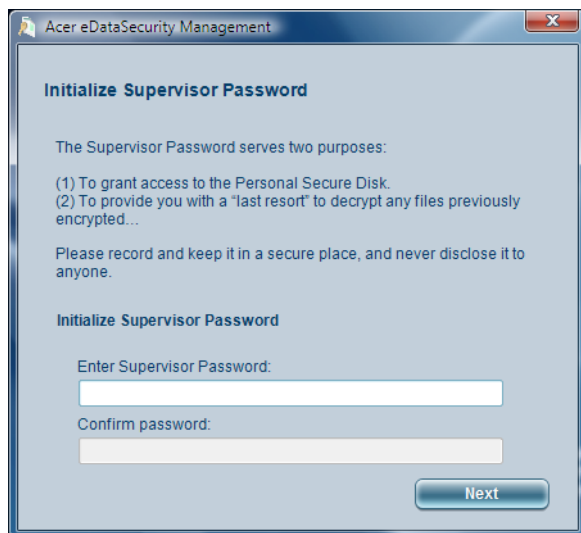 Acer eDataSecurity Management
Initialize Supervisor Password
The Supervisor Password serves two purposes:
(1) To grant access to the Personal Secure Disk.
(2) To provide you with a “last resort” to decrypt any files previously
encrypted...
Please record and keep it in a secure place, and never disclose it to
anyone.
Initialize Supervisor Password
Enter Supervisor Password:
Confirm password:
Next